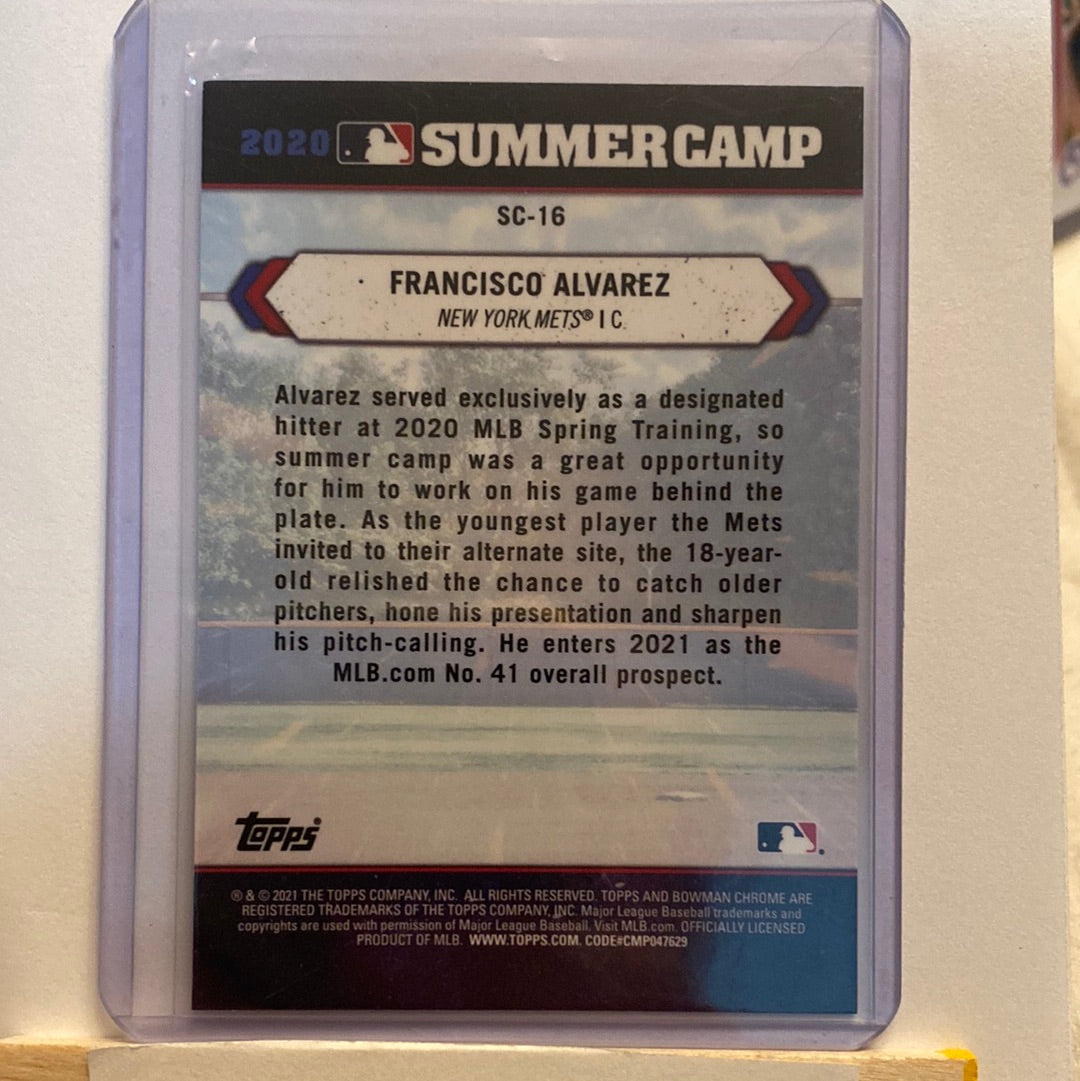 2020 SUMMER CAMP
SC-16
FRANCISCO ALVAREZ
NEW YORK METS® | C
Alvarez served exclusively as a designated
hitter at 2020 MLB Spring Training, so
summer camp was a great opportunity
for him to work on his game behind the
plate. As the youngest player the Mets
invited to their alternate site, the 18-year-
old relished the chance to catch older
pitchers, hone his presentation and sharpen
his pitch-calling. He enters 2021 as the
MLB.com No. 41 overall prospect.
topps®
® & © 2021 THE TOPPS COMPANY, INC. ALL RIGHTS RESERVED. TOPPS AND BOWMAN CHROME ARE
REGISTERED TRADEMARKS OF THE TOPPS COMPANY, INC. Major League Baseball trademarks and
copyrights are used with permission of Major League Baseball. Visit MLB.com. OFFICIALLY LICENSED
PRODUCT OF MLB. WWW.TOPPS.COM. CODE#CMP047629